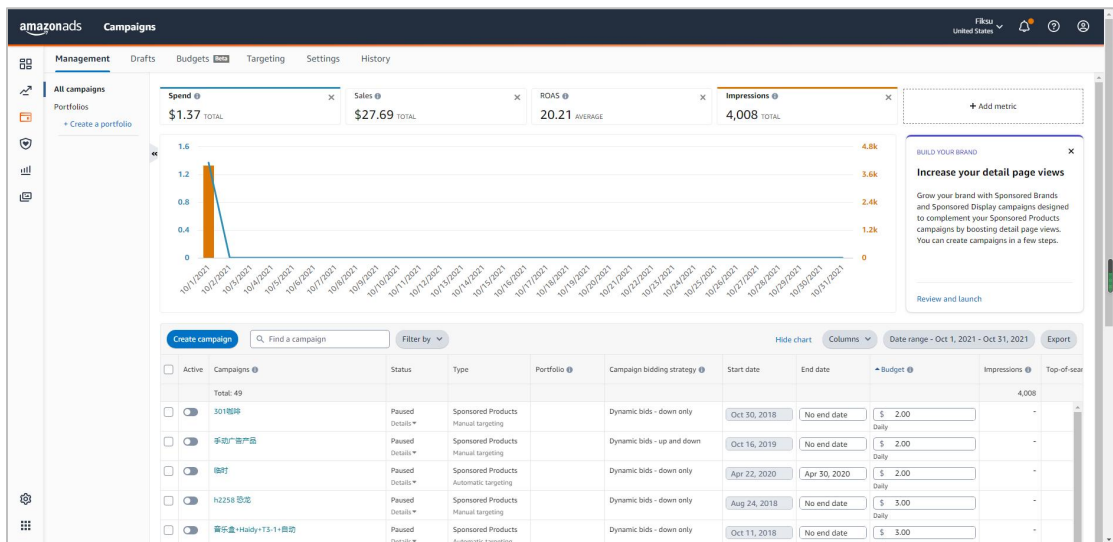 amazonads Campaigns
Fiksu
United States
Management Drafts Budgets Beta Targeting Settings History
All campaigns
Portfolios
+ Create a portfolio
Spend
$1.37 TOTAL
Sales
$27.69 TOTAL
ROAS
20.21 AVERAGE
Impressions
4,008 TOTAL
+ Add metric
1.6
1.2
0.8
0.4
0
4.8k
3.6k
2.4k
1.2k
0
10/1/2021
10/2/2021
10/3/2021
10/4/2021
10/5/2021
10/6/2021
10/7/2021
10/8/2021
10/9/2021
10/10/2021
10/11/2021
10/12/2021
10/13/2021
10/14/2021
10/15/2021
10/16/2021
10/17/2021
10/18/2021
10/19/2021
10/20/2021
10/21/2021
10/22/2021
10/23/2021
10/24/2021
10/25/2021
10/26/2021
10/27/2021
10/28/2021
10/29/2021
10/30/2021
10/31/2021
BUILD YOUR BRAND
Increase your detail page views
Grow your brand with Sponsored Brands
and Sponsored Display campaigns designed
to complement your Sponsored Products
campaigns by boosting detail page views.
You can create campaigns in a few steps.
Review and launch
Create campaign Find a campaign Filter by Hide chart Columns Date range - Oct 1, 2021 - Oct 31, 2021 Export
Active Campaigns Status Type Portfolio Campaign bidding strategy Start date End date Budget Impressions Top-of-sear
Total: 49 4,008
301咖啡 Paused Sponsored Products Dynamic bids - down only Oct 30, 2018 No end date $ 2.00 -
Details Manual targeting Daily
手动广告产品 Paused Sponsored Products Dynamic bids - up and down Oct 16, 2019 No end date $ 2.00 -
Details Manual targeting Daily
临时 Paused Sponsored Products Dynamic bids - down only Apr 22, 2020 Apr 30, 2020 $ 2.00 -
Details Automatic targeting Daily
h2258 恐龙 Paused Sponsored Products Dynamic bids - down only Aug 24, 2018 No end date $ 3.00 -
Details Manual targeting Daily
音乐盒+Haidy+T3-1+自动 Paused Sponsored Products Dynamic bids - down only Oct 11, 2018 No end date $ 3.00 -
Details Automatic targeting Daily